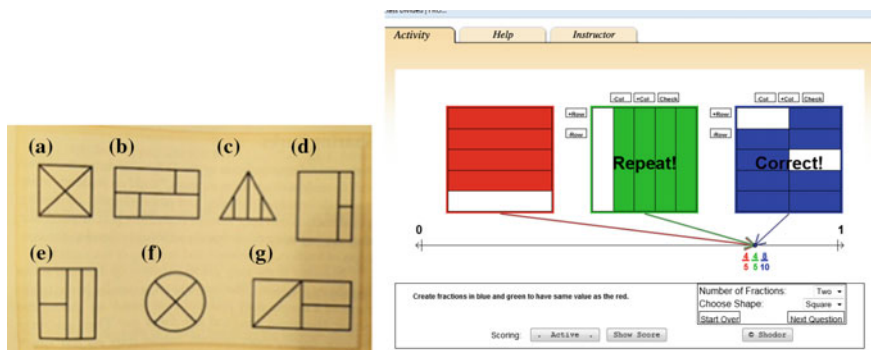 (a) (b) (c) (d)
(e) (f) (g)
Activity Help Instructor
Col +Col Check Col +Col Check
+Row +Row
-Row -Row
Repeat! Correct!
0 1
4/5 4/5 8/10
Create fractions in blue and green to have same value as the red.
Number of Fractions: Two
Choose Shape: Square
Start Over Next Question
Scoring: . Active . Show Score © Shodor